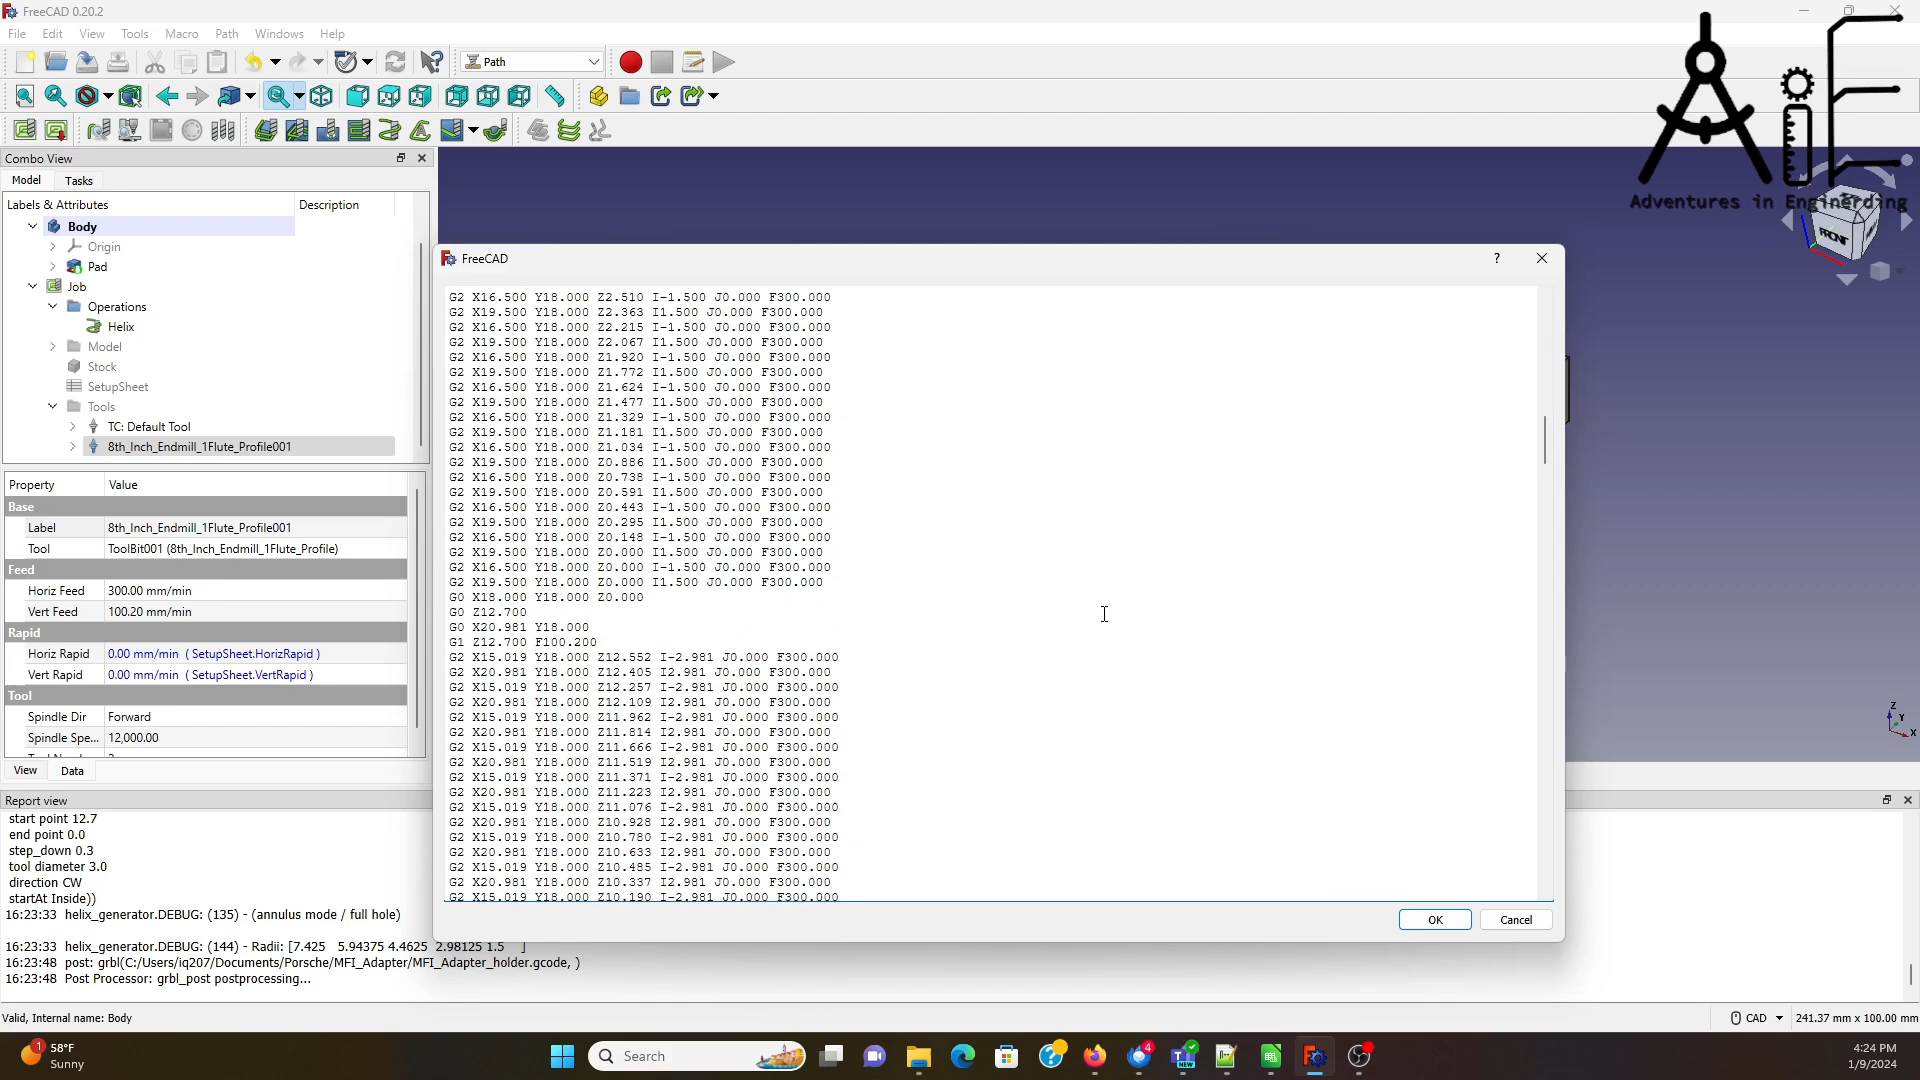 FreeCAD 0.20.2
File Edit View Tools Macro Path Windows Help
Path
Adventures in Enginerding
FRONT
Combo View
Model Tasks
Labels & Attributes Description
Body
Origin
Pad
Job
Operations
Helix
Model
Stock
SetupSheet
Tools
TC: Default Tool
8th_Inch_Endmill_1Flute_Profile001
Property Value
Base
Label 8th_Inch_Endmill_1Flute_Profile001
Tool ToolBit001 (8th_Inch_Endmill_1Flute_Profile)
Feed
Horiz Feed 300.00 mm/min
Vert Feed 100.20 mm/min
Rapid
Horiz Rapid 0.00 mm/min ( SetupSheet.HorizRapid )
Vert Rapid 0.00 mm/min ( SetupSheet.VertRapid )
Tool
Spindle Dir Forward
Spindle Spe... 12,000.00
View Data
FreeCAD
?
G2 X16.500 Y18.000 Z2.510 I-1.500 J0.000 F300.000
G2 X19.500 Y18.000 Z2.363 I1.500 J0.000 F300.000
G2 X16.500 Y18.000 Z2.215 I-1.500 J0.000 F300.000
G2 X19.500 Y18.000 Z2.067 I1.500 J0.000 F300.000
G2 X16.500 Y18.000 Z1.920 I-1.500 J0.000 F300.000
G2 X19.500 Y18.000 Z1.772 I1.500 J0.000 F300.000
G2 X16.500 Y18.000 Z1.624 I-1.500 J0.000 F300.000
G2 X19.500 Y18.000 Z1.477 I1.500 J0.000 F300.000
G2 X16.500 Y18.000 Z1.329 I-1.500 J0.000 F300.000
G2 X19.500 Y18.000 Z1.181 I1.500 J0.000 F300.000
G2 X16.500 Y18.000 Z1.034 I-1.500 J0.000 F300.000
G2 X19.500 Y18.000 Z0.886 I1.500 J0.000 F300.000
G2 X16.500 Y18.000 Z0.738 I-1.500 J0.000 F300.000
G2 X19.500 Y18.000 Z0.591 I1.500 J0.000 F300.000
G2 X16.500 Y18.000 Z0.443 I-1.500 J0.000 F300.000
G2 X19.500 Y18.000 Z0.295 I1.500 J0.000 F300.000
G2 X16.500 Y18.000 Z0.148 I-1.500 J0.000 F300.000
G2 X19.500 Y18.000 Z0.000 I1.500 J0.000 F300.000
G2 X16.500 Y18.000 Z0.000 I-1.500 J0.000 F300.000
G2 X19.500 Y18.000 Z0.000 I1.500 J0.000 F300.000
G0 X18.000 Y18.000 Z0.000
G0 Z12.700
G0 X20.981 Y18.000
G1 Z12.700 F100.200
G2 X15.019 Y18.000 Z12.552 I-2.981 J0.000 F300.000
G2 X20.981 Y18.000 Z12.405 I2.981 J0.000 F300.000
G2 X15.019 Y18.000 Z12.257 I-2.981 J0.000 F300.000
G2 X20.981 Y18.000 Z12.109 I2.981 J0.000 F300.000
G2 X15.019 Y18.000 Z11.962 I-2.981 J0.000 F300.000
G2 X20.981 Y18.000 Z11.814 I2.981 J0.000 F300.000
G2 X15.019 Y18.000 Z11.666 I-2.981 J0.000 F300.000
G2 X20.981 Y18.000 Z11.519 I2.981 J0.000 F300.000
G2 X15.019 Y18.000 Z11.371 I-2.981 J0.000 F300.000
G2 X20.981 Y18.000 Z11.223 I2.981 J0.000 F300.000
G2 X15.019 Y18.000 Z11.076 I-2.981 J0.000 F300.000
G2 X20.981 Y18.000 Z10.928 I2.981 J0.000 F300.000
G2 X15.019 Y18.000 Z10.780 I-2.981 J0.000 F300.000
G2 X20.981 Y18.000 Z10.633 I2.981 J0.000 F300.000
G2 X15.019 Y18.000 Z10.485 I-2.981 J0.000 F300.000
G2 X20.981 Y18.000 Z10.337 I2.981 J0.000 F300.000
G2 X15.019 Y18.000 Z10.190 I-2.981 J0.000 F300.000
OK Cancel
Z
Y
X
Report view
start point 12.7
end point 0.0
step_down 0.3
tool diameter 3.0
direction CW
startAt Inside))
16:23:33 helix_generator.DEBUG: (135) - (annulus mode / full hole)
16:23:33 helix_generator.DEBUG: (144) - Radii: [7.425 5.94375 4.4625 2.98125 1.5 ]
16:23:48 post: grbl(C:/Users/iq207/Documents/Porsche/MFI_Adapter/MFI_Adapter_holder.gcode, )
16:23:48 Post Processor: grbl_post postprocessing...
Valid, Internal name: Body
CAD 241.37 mm x 100.00 mm
1
58°F
Sunny
Search
4
NEW
4:24 PM
1/9/2024